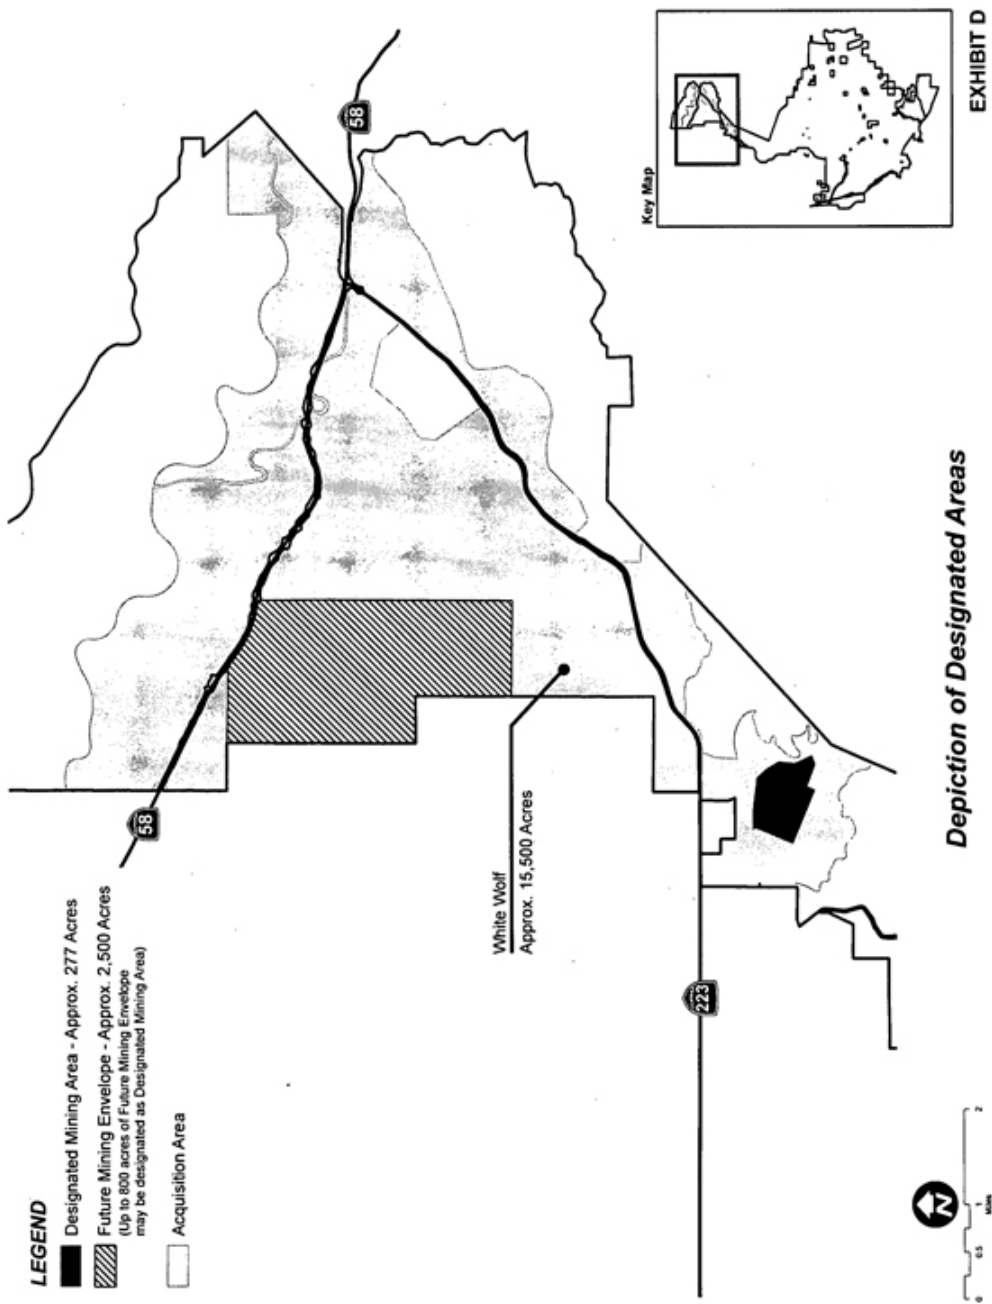 LEGEND
Designated Mining Area - Approx. 277 Acres
Future Mining Envelope - Approx. 2,500 Acres
(Up to 800 acres of Future Mining Envelope
may be designated as Designated Mining Area)
Acquisition Area
58
58
White Wolf
Approx. 15,500 Acres
223
Key Map
N
0 0.5 1 2
Miles
Depiction of Designated Areas
EXHIBIT D